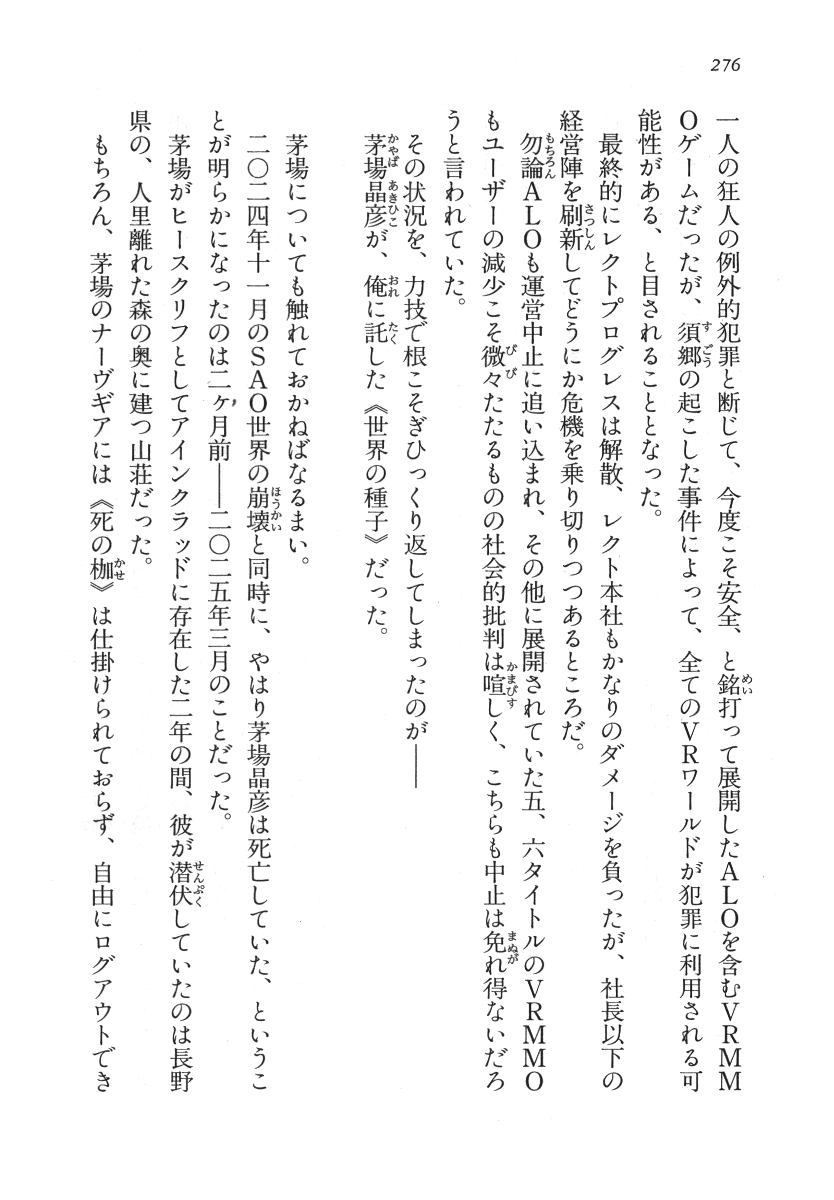 276
一人の狂人の例外的犯罪と断じて、今度こそ安全、と銘打って展開したALOを含むVRMM
Oゲームだったが、須郷の起こした事件によって、全てのVRワールドが犯罪に利用される可
能性がある、と目されることとなった。
最終的にレクトプログレスは解散、レクト本社もかなりのダメージを負ったが、社長以下の
経営陣を刷新してどうにか危機を乗り切りつつあるところだ。
勿論ALOも運営中止に追い込まれ、その他に展開されていた五、六タイトルのVRMMO
もユーザーの減少こそ微々たるものの社会的批判は喧しく、こちらも中止は免れ得ないだろ
うと言われていた。
その状況を、力技で根こそぎひっくり返してしまったのが――
茅場晶彦が、俺に託した《世界の種子》だった。
茅場についても触れておかねばなるまい。
二〇二四年十一月のSAO世界の崩壊と同時に、やはり茅場晶彦は死亡していた、というこ
とが明らかになったのは二ヶ月前――二〇二五年三月のことだった。
茅場がヒースクリフとしてアインクラッドに存在した二年の間、彼が潜伏していたのは長野
県の、人里離れた森の奥に建つ山荘だった。
もちろん、茅場のナーヴギアには《死の枷》は仕掛けられておらず、自由にログアウトでき